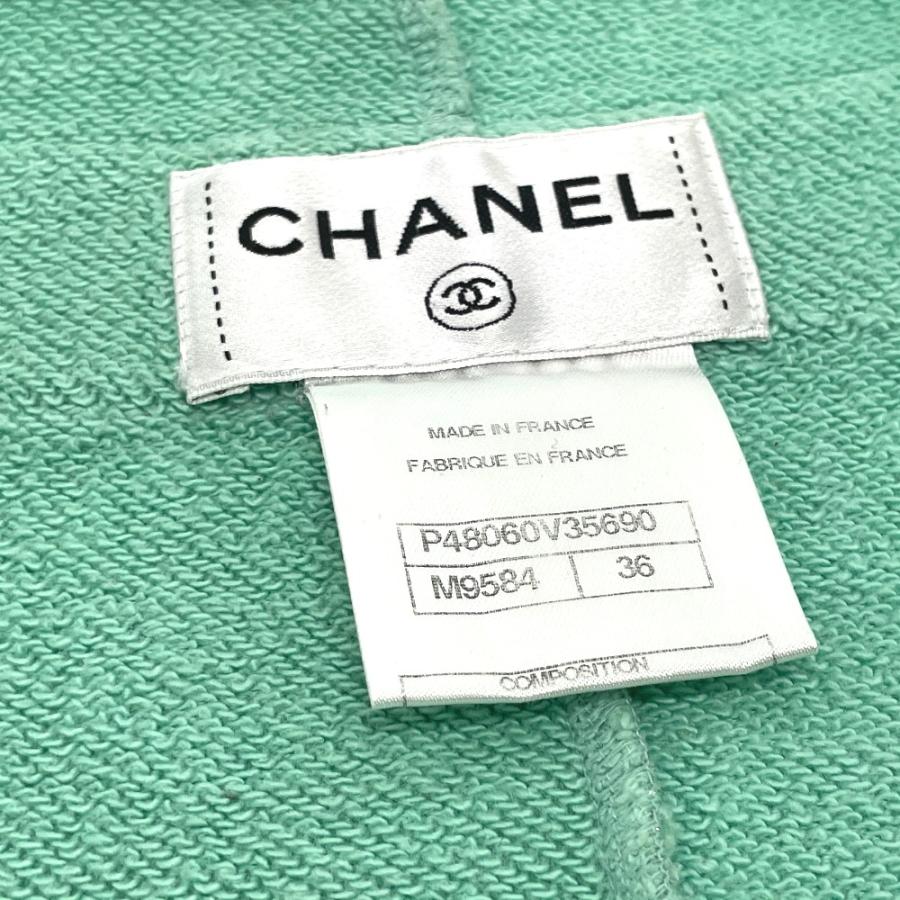 CHANEL
MADE IN FRANCE
FABRIQUE EN FRANCE
P48060V35690
M9584 36
COMPOSITION